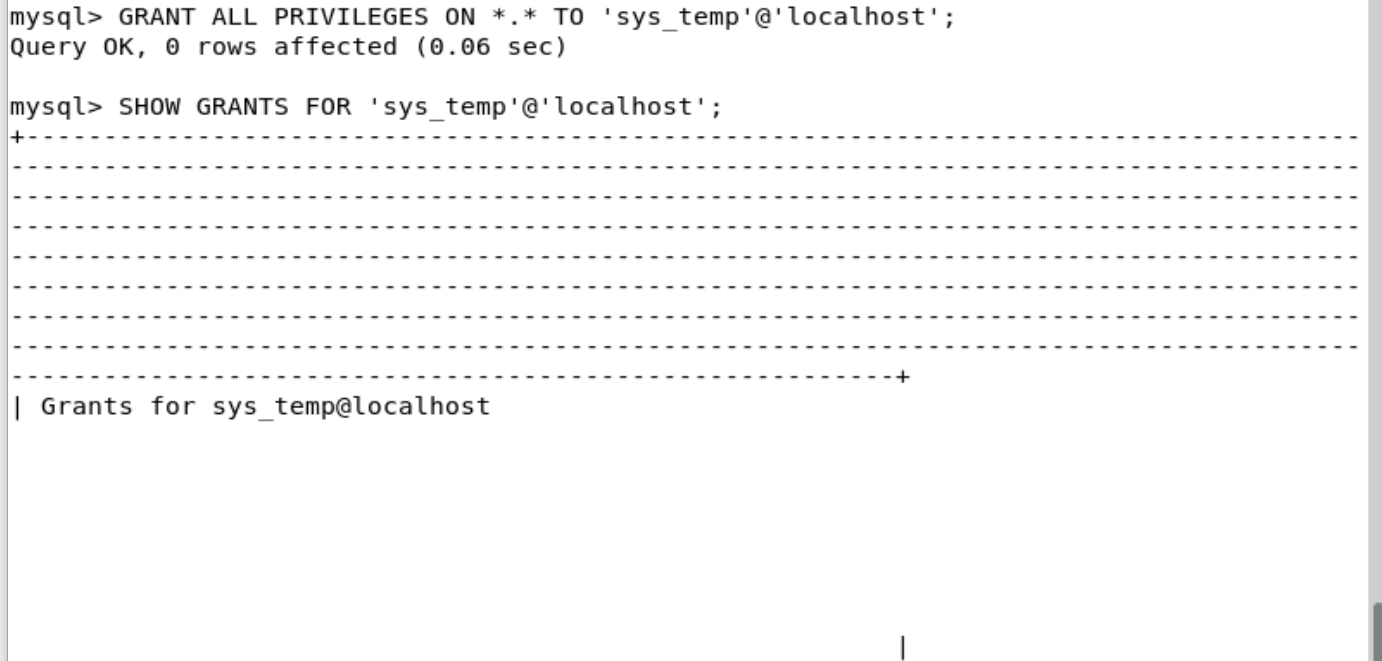 mysql> GRANT ALL PRIVILEGES ON *.* TO 'sys_temp'@'localhost';
Query OK, 0 rows affected (0.06 sec)
mysql> SHOW GRANTS FOR 'sys_temp'@'localhost';
+--------------------------------------------------------------------------------------
---------------------------------------------------------------------------------------
---------------------------------------------------------------------------------------
---------------------------------------------------------------------------------------
---------------------------------------------------------------------------------------
---------------------------------------------------------------------------------------
---------------------------------------------------------------------------------------
---------------------------------------------------------------------------------------
---------------------------------------------------------+
| Grants for sys_temp@localhost
|